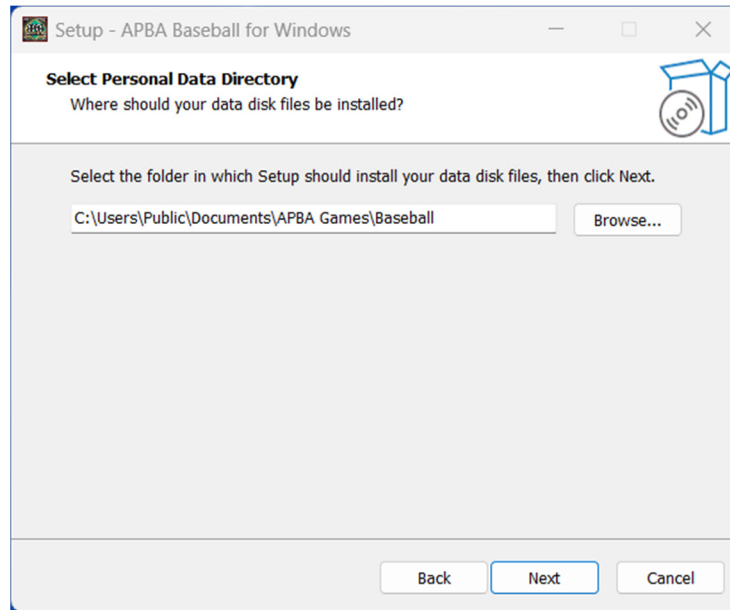 Setup - APBA Baseball for Windows
Select Personal Data Directory
Where should your data disk files be installed?
Select the folder in which Setup should install your data disk files, then click Next.
C:\Users\Public\Documents\APBA Games\Baseball
Browse...
Back
Next
Cancel